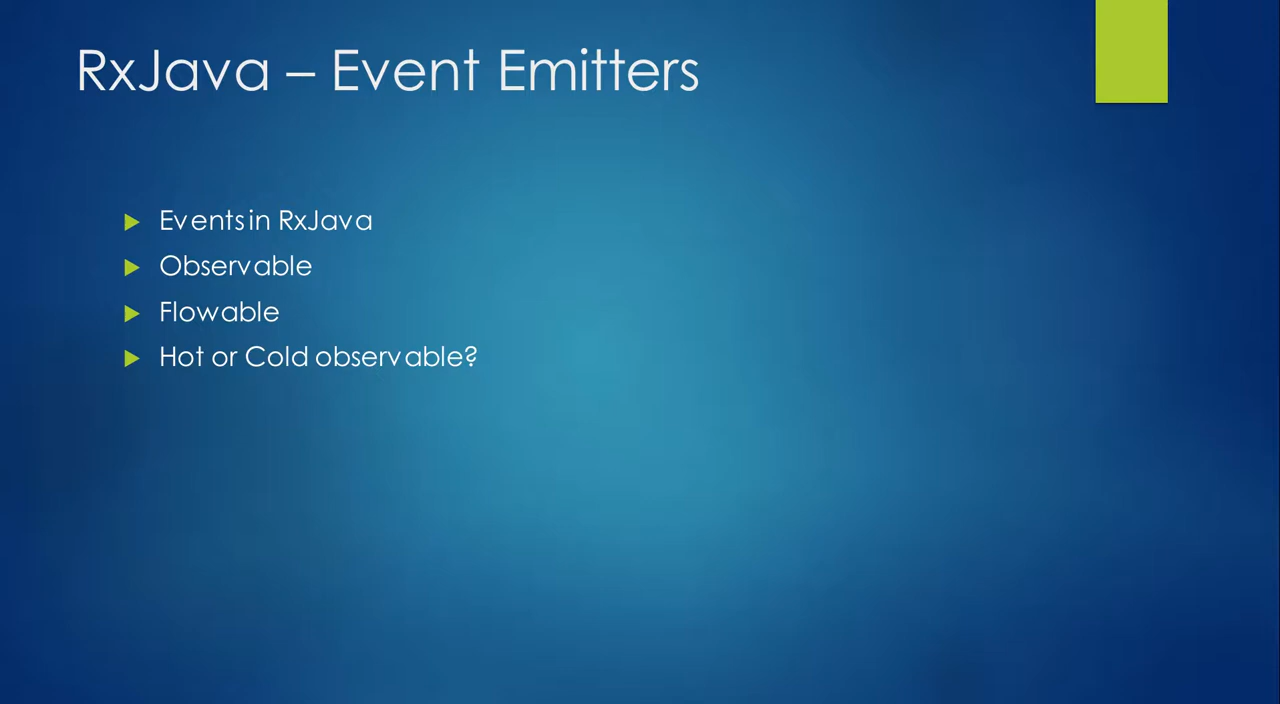 RxJava – Event Emitters
Events in RxJava
Observable
Flowable
Hot or Cold observable?